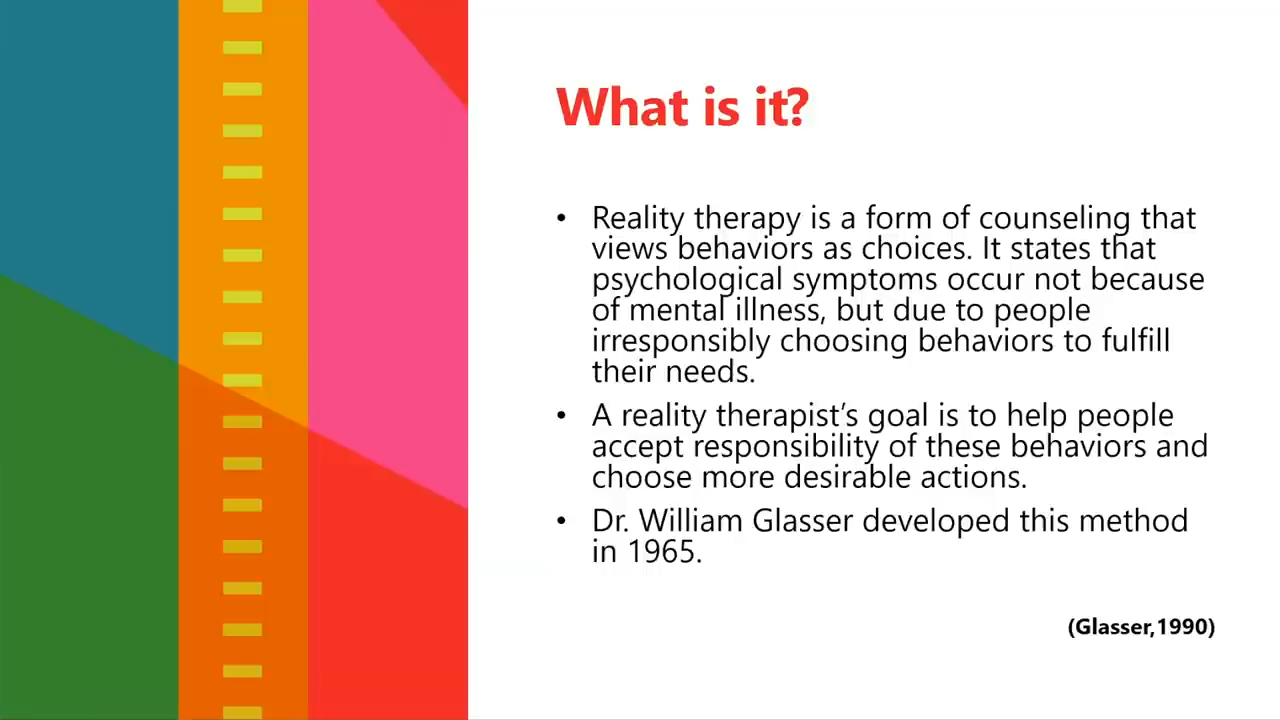 What is it?
• Reality therapy is a form of counseling that
views behaviors as choices. It states that
psychological symptoms occur not because
of mental illness, but due to people
irresponsibly choosing behaviors to fulfill
their needs.
• A reality therapist’s goal is to help people
accept responsibility of these behaviors and
choose more desirable actions.
• Dr. William Glasser developed this method
in 1965.
(Glasser,1990)